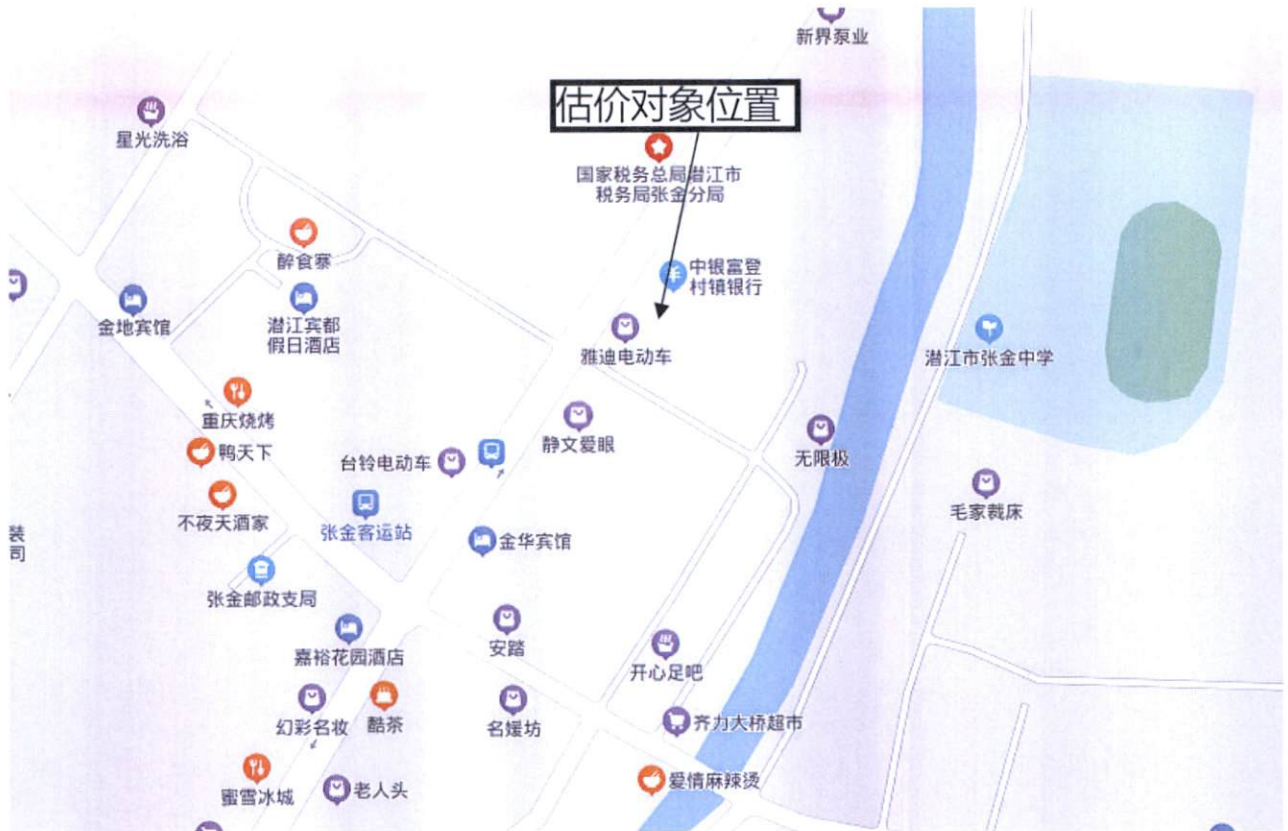 新界泵业
估价对象位置
星光洗浴
国家税务总局潜江市
税务局张金分局
醉食寨
中银富登
村镇银行
金地宾馆
潜江宾都
假日酒店
雅迪电动车
潜江市张金中学
重庆烧烤
静文爱眼
鸭天下
台铃电动车
无限极
不夜天酒家
张金客运站
毛家裁床
装
司
金华宾馆
张金邮政支局
安踏
嘉裕花园酒店
开心足吧
幻彩名妆
酷茶
名媛坊
齐力大桥超市
蜜雪冰城
老人头
爱情麻辣烫